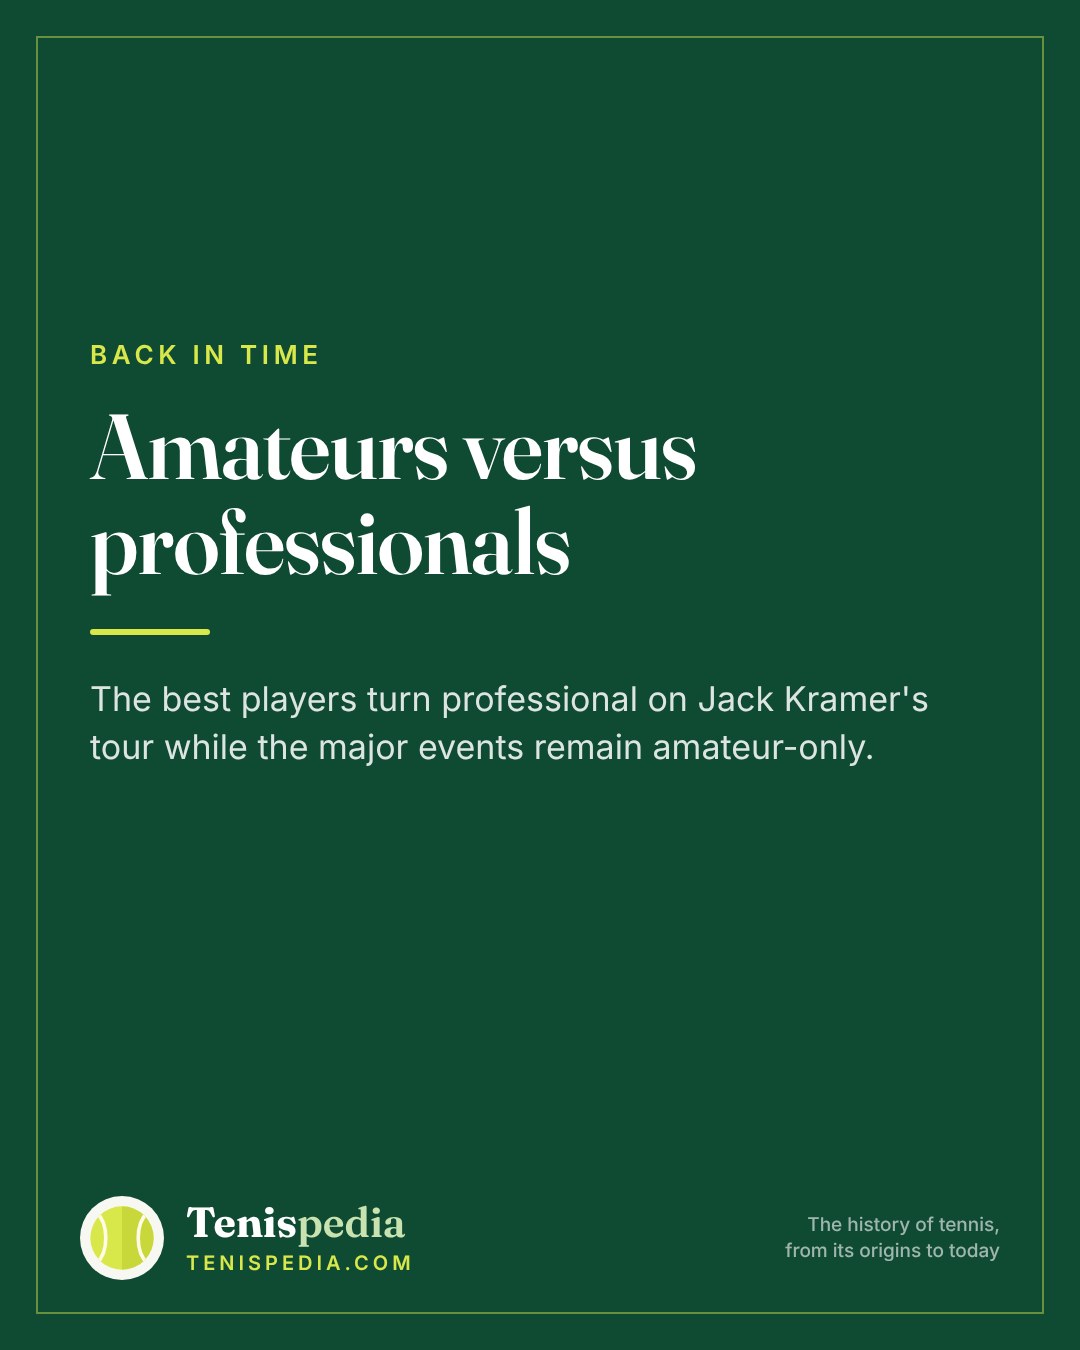 BACK IN TIME
Amateurs versus
professionals
The best players turn professional on Jack Kramer's
tour while the major events remain amateur-only.
Tenispedia
TENISPEDIA.COM
The history of tennis,
from its origins to today